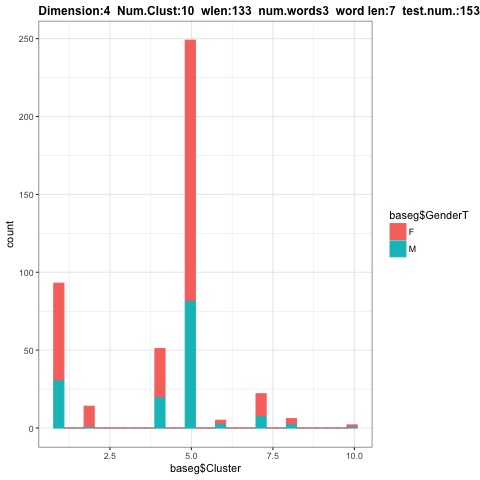 Dimension:4  Num.Clust:10  wlen:133  num.words3  word len:7  test.num.:153
250
200
150
100
50
0
count
2.5 5.0 7.5 10.0
baseg$Cluster
baseg$GenderT
F
M